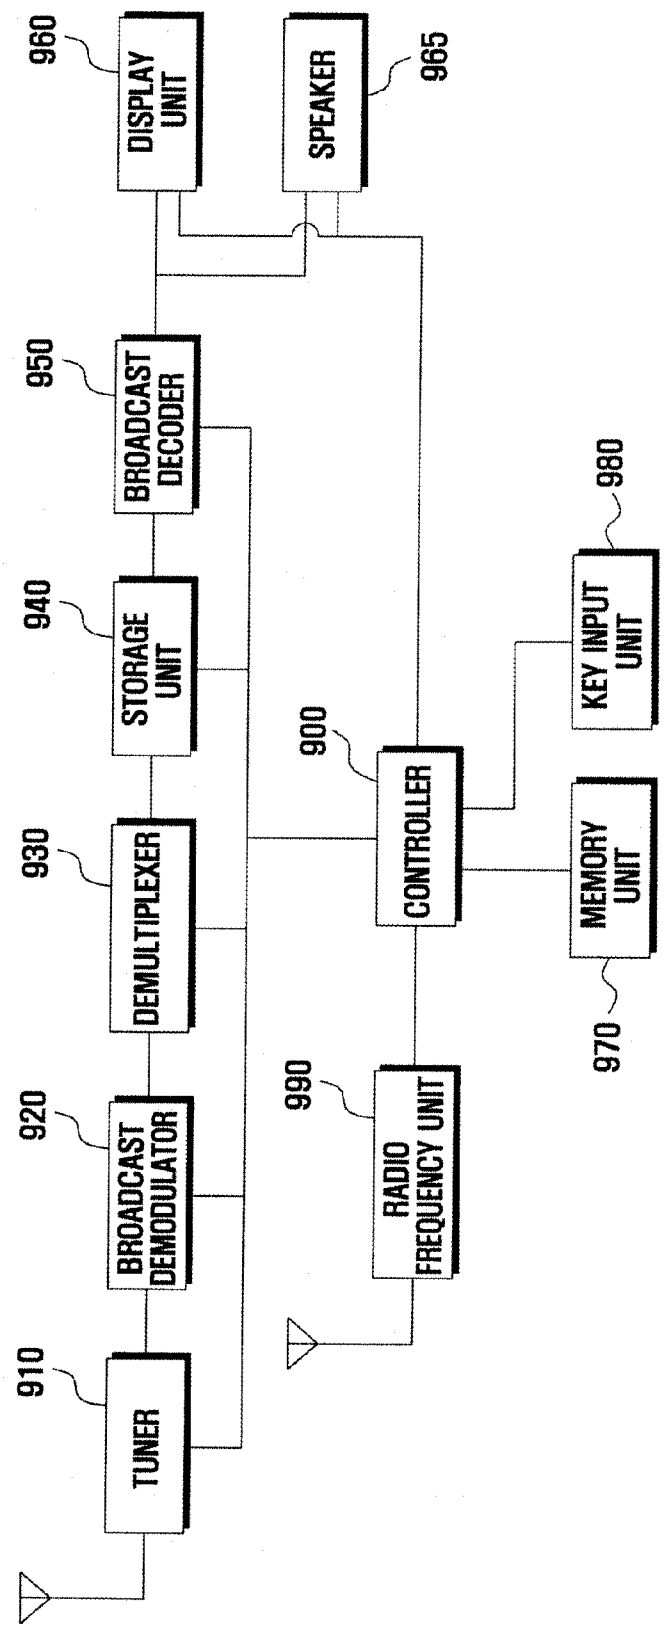 910
TUNER
920
BROADCAST
DEMODULATOR
930
DEMULTIPLEXER
940
STORAGE
UNIT
950
BROADCAST
DECODER
960
DISPLAY
UNIT
965
SPEAKER
990
RADIO
FREQUENCY UNIT
900
CONTROLLER
970
MEMORY
UNIT
980
KEY INPUT
UNIT